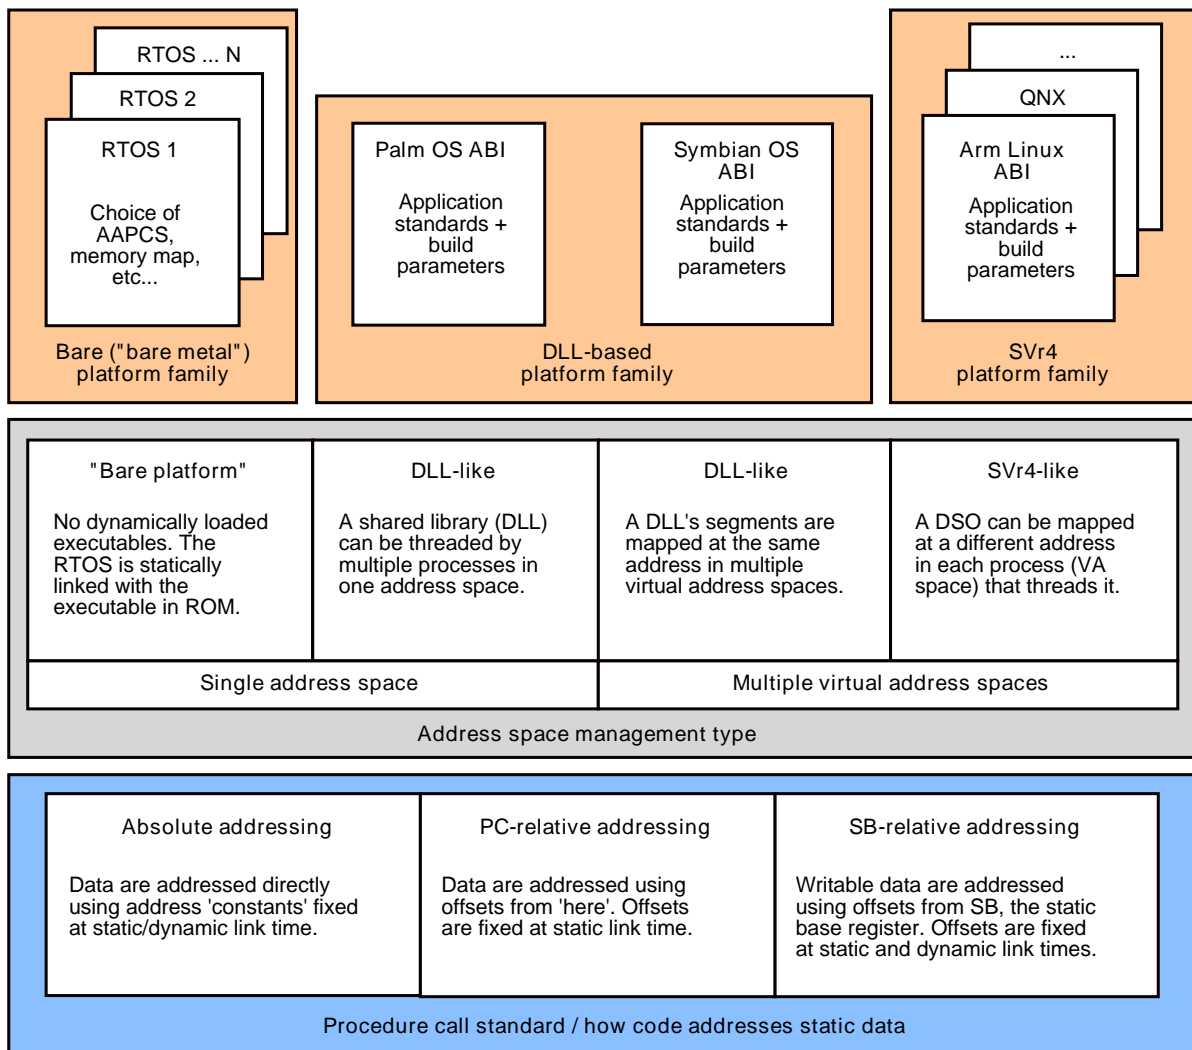 RTOS ... N
RTOS 2
RTOS 1
Choice of
AAPCS,
memory map,
etc...
Bare ("bare metal")
platform family
Palm OS ABI
Application
standards +
build
parameters
Symbian OS
ABI
Application
standards +
build
parameters
DLL-based
platform family
...
QNX
Arm Linux
ABI
Application
standards +
build
parameters
SVr4
platform family
"Bare platform"
No dynamically loaded
executables. The
RTOS is statically
linked with the
executable in ROM.
DLL-like
A shared library (DLL)
can be threaded by
multiple processes in
one address space.
DLL-like
A DLL's segments are
mapped at the same
address in multiple
virtual address spaces.
SVr4-like
A DSO can be mapped
at a different address
in each process (VA
space) that threads it.
Single address space
Multiple virtual address spaces
Address space management type
Absolute addressing
Data are addressed directly
using address 'constants' fixed
at static/dynamic link time.
PC-relative addressing
Data are addressed using
offsets from 'here'. Offsets
are fixed at static link time.
SB-relative addressing
Writable data are addressed
using offsets from SB, the static
base register. Offsets are fixed
at static and dynamic link times.
Procedure call standard / how code addresses static data